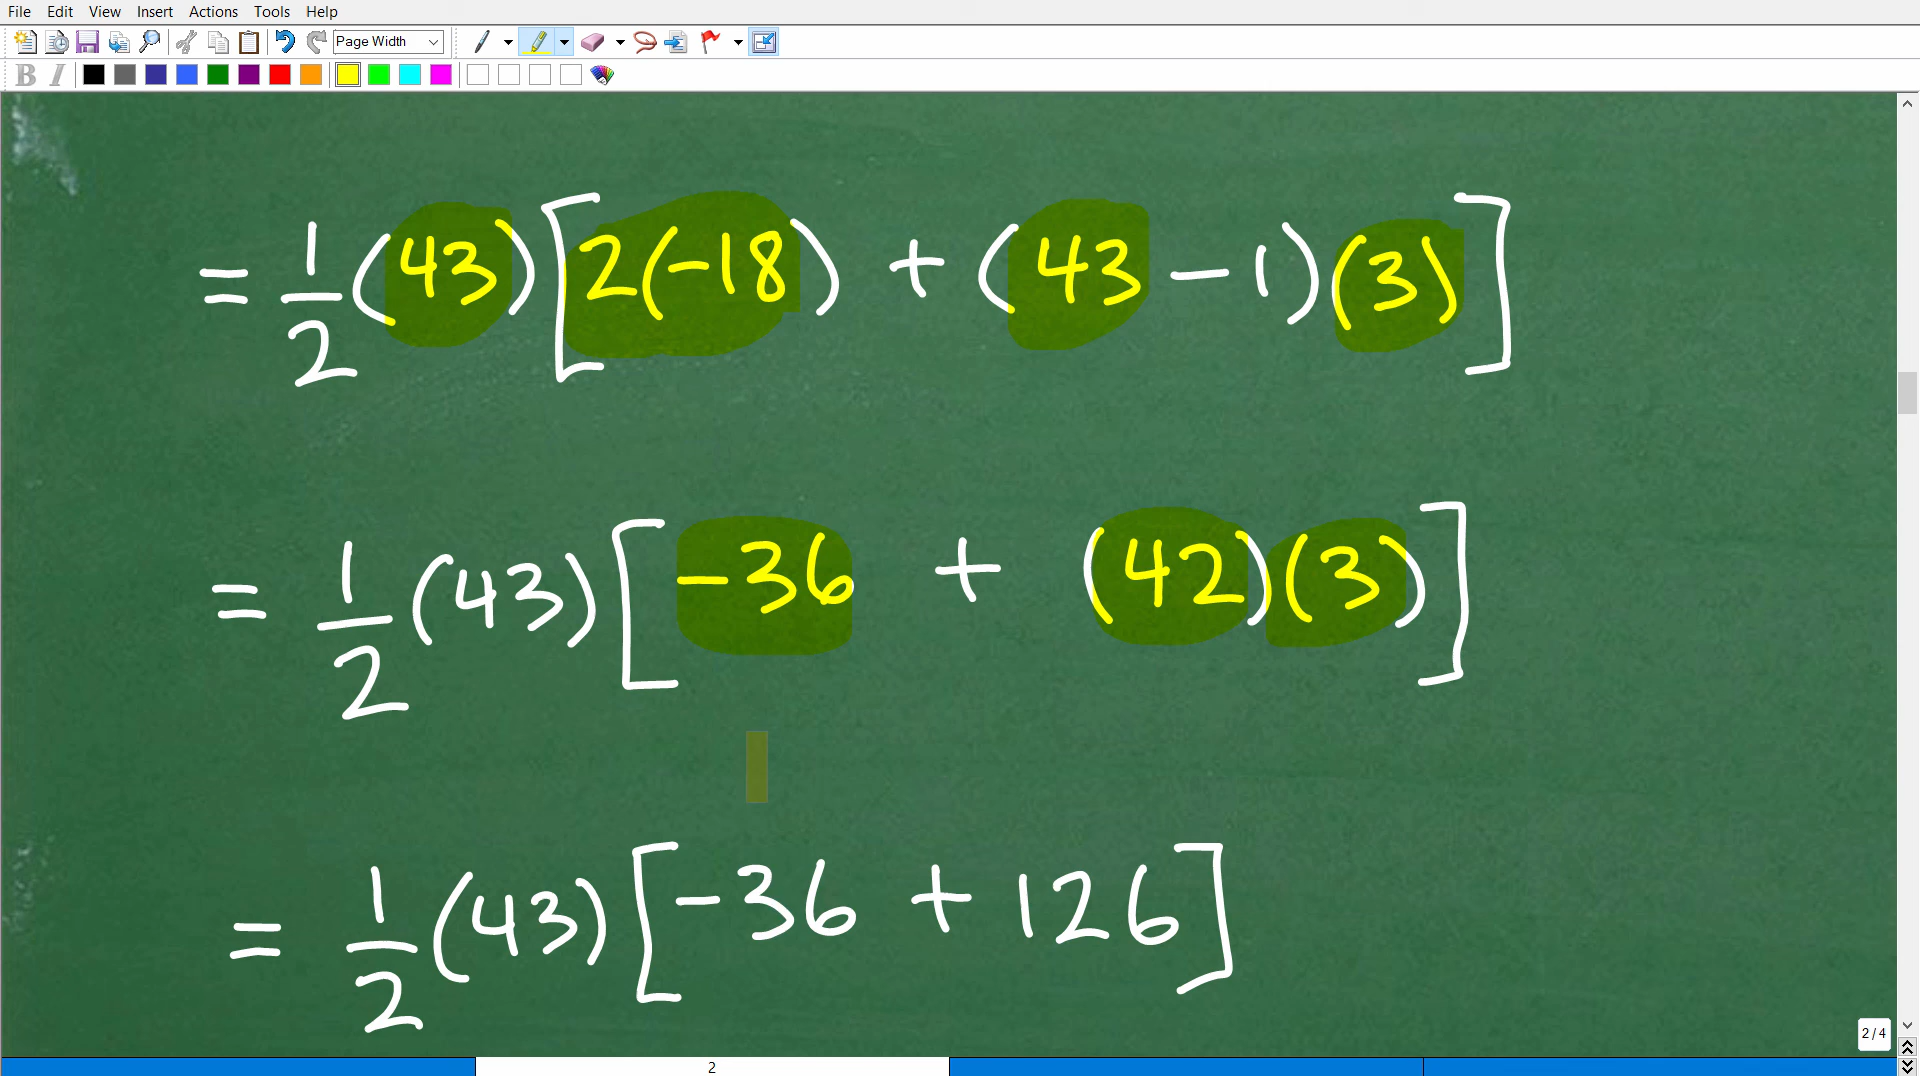 File Edit View Insert Actions Tools Help
Page Width
B I
= 1/2 (43) [2(-18) + (43 - 1)(3)]
= 1/2 (43) [-36 + (42)(3)]
= 1/2 (43) [-36 + 126]
2 / 4
2